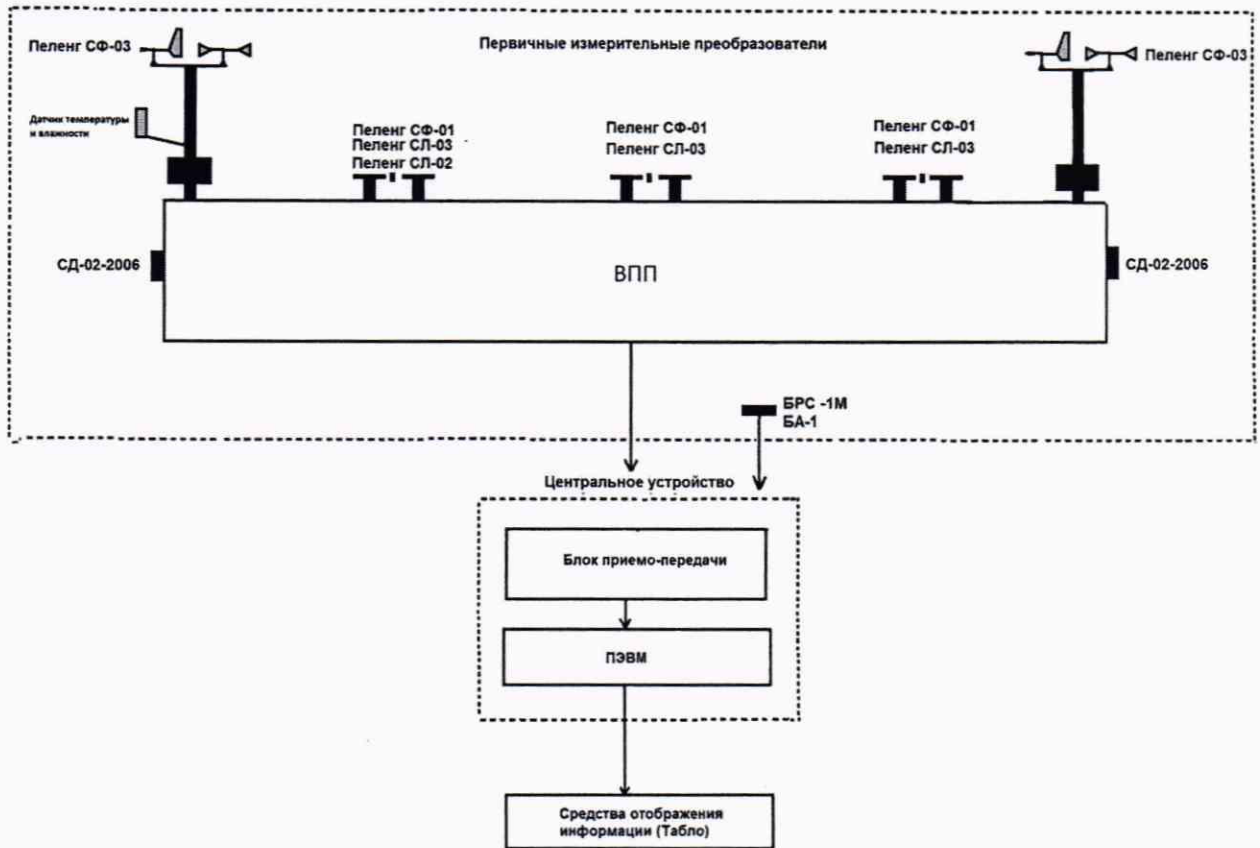 Первичные измерительные преобразователи
Пеленг СФ-03
Пеленг СФ-03
Датчик температуры
и влажности
Пеленг СФ-01
Пеленг СЛ-03
Пеленг СЛ-02
Пеленг СФ-01
Пеленг СЛ-03
Пеленг СФ-01
Пеленг СЛ-03
СД-02-2006
ВПП
СД-02-2006
БРС -1М
БА-1
Центральное устройство
Блок приемо-передачи
ПЭВМ
Средства отображения
информации (Табло)